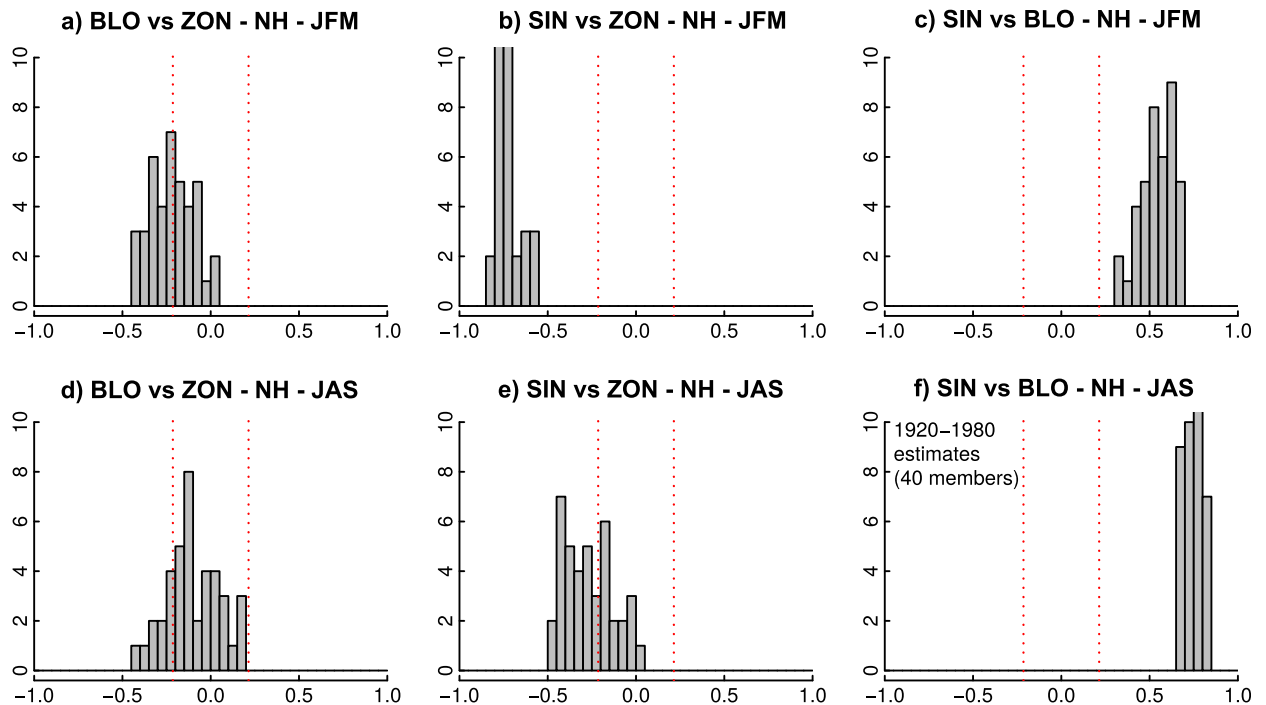 a) BLO vs ZON - NH - JFM
b) SIN vs ZON - NH - JFM
c) SIN vs BLO - NH - JFM
0 2 4 6 8 10
−1.0 −0.5 0.0 0.5 1.0
0 2 4 6 8 10
−1.0 −0.5 0.0 0.5 1.0
0 2 4 6 8 10
−1.0 −0.5 0.0 0.5 1.0
d) BLO vs ZON - NH - JAS
e) SIN vs ZON - NH - JAS
f) SIN vs BLO - NH - JAS
0 2 4 6 8 10
−1.0 −0.5 0.0 0.5 1.0
0 2 4 6 8 10
−1.0 −0.5 0.0 0.5 1.0
0 2 4 6 8 10
1920−1980
estimates
(40 members)
−1.0 −0.5 0.0 0.5 1.0